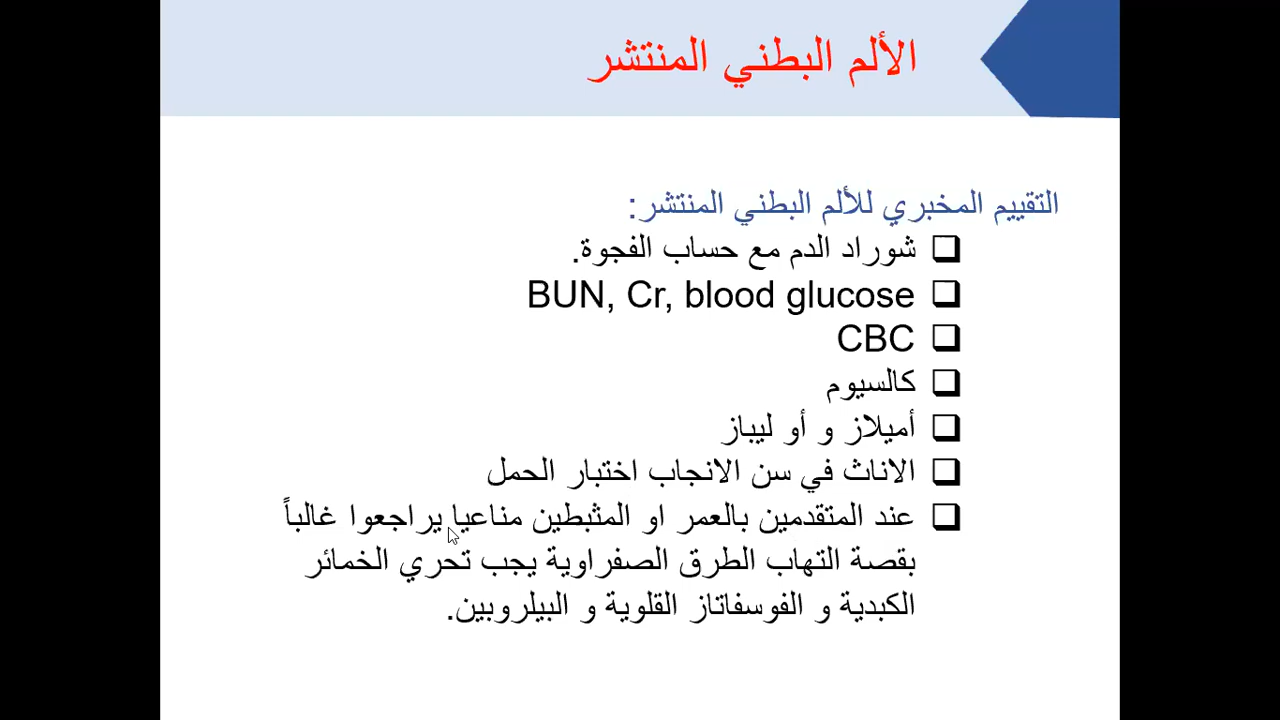 الألم البطني المنتشر
التقييم المخبري للألم البطني المنتشر:
شوراد الدم مع حساب الفجوة.
BUN, Cr, blood glucose
CBC
كالسيوم
أميلاز و أو ليباز
الاناث في سن الانجاب اختبار الحمل
عند المتقدمين بالعمر او المثبطين مناعيا يراجعوا غالباً
بقصة التهاب الطرق الصفراوية يجب تحري الخمائر
الكبدية و الفوسفاتاز القلوية و البيلروبين.